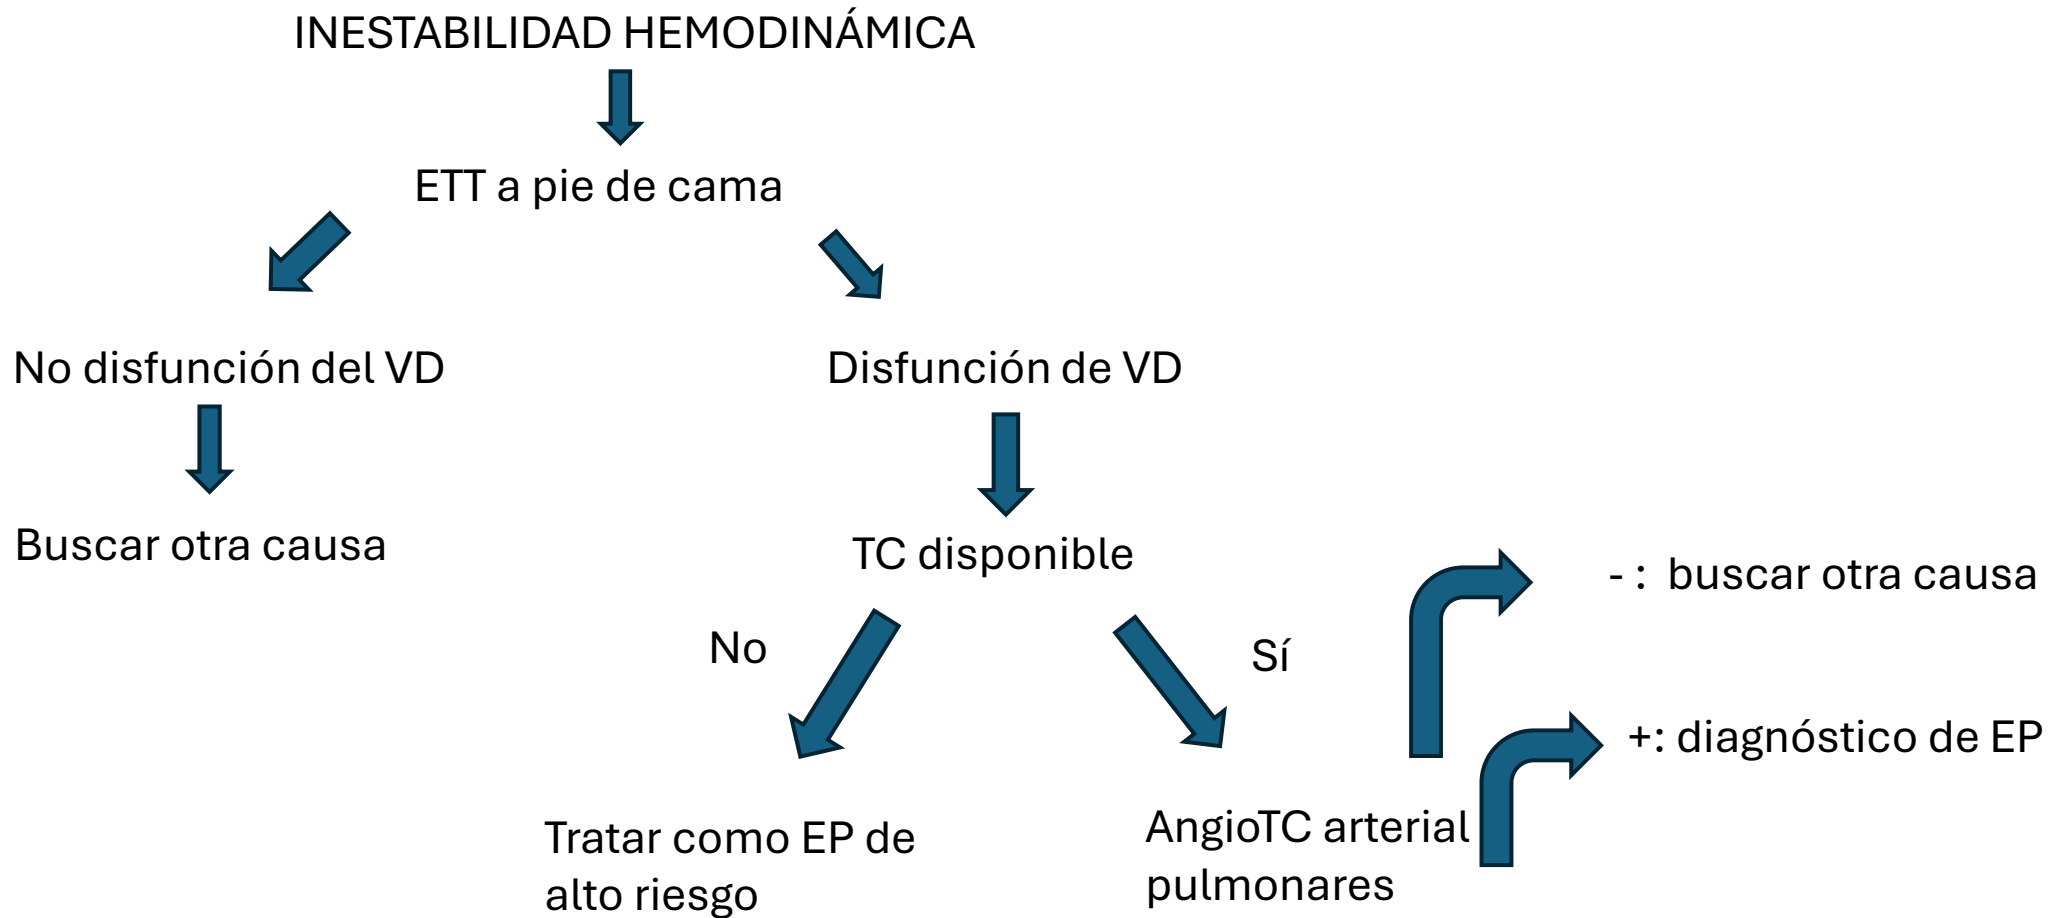 INESTABILIDAD HEMODINÁMICA
ETT a pie de cama
No disfunción del VD
Disfunción de VD
Buscar otra causa
TC disponible
No
Sí
- :  buscar otra causa
+: diagnóstico de EP
Tratar como EP de
alto riesgo
AngioTC arterial
pulmonares